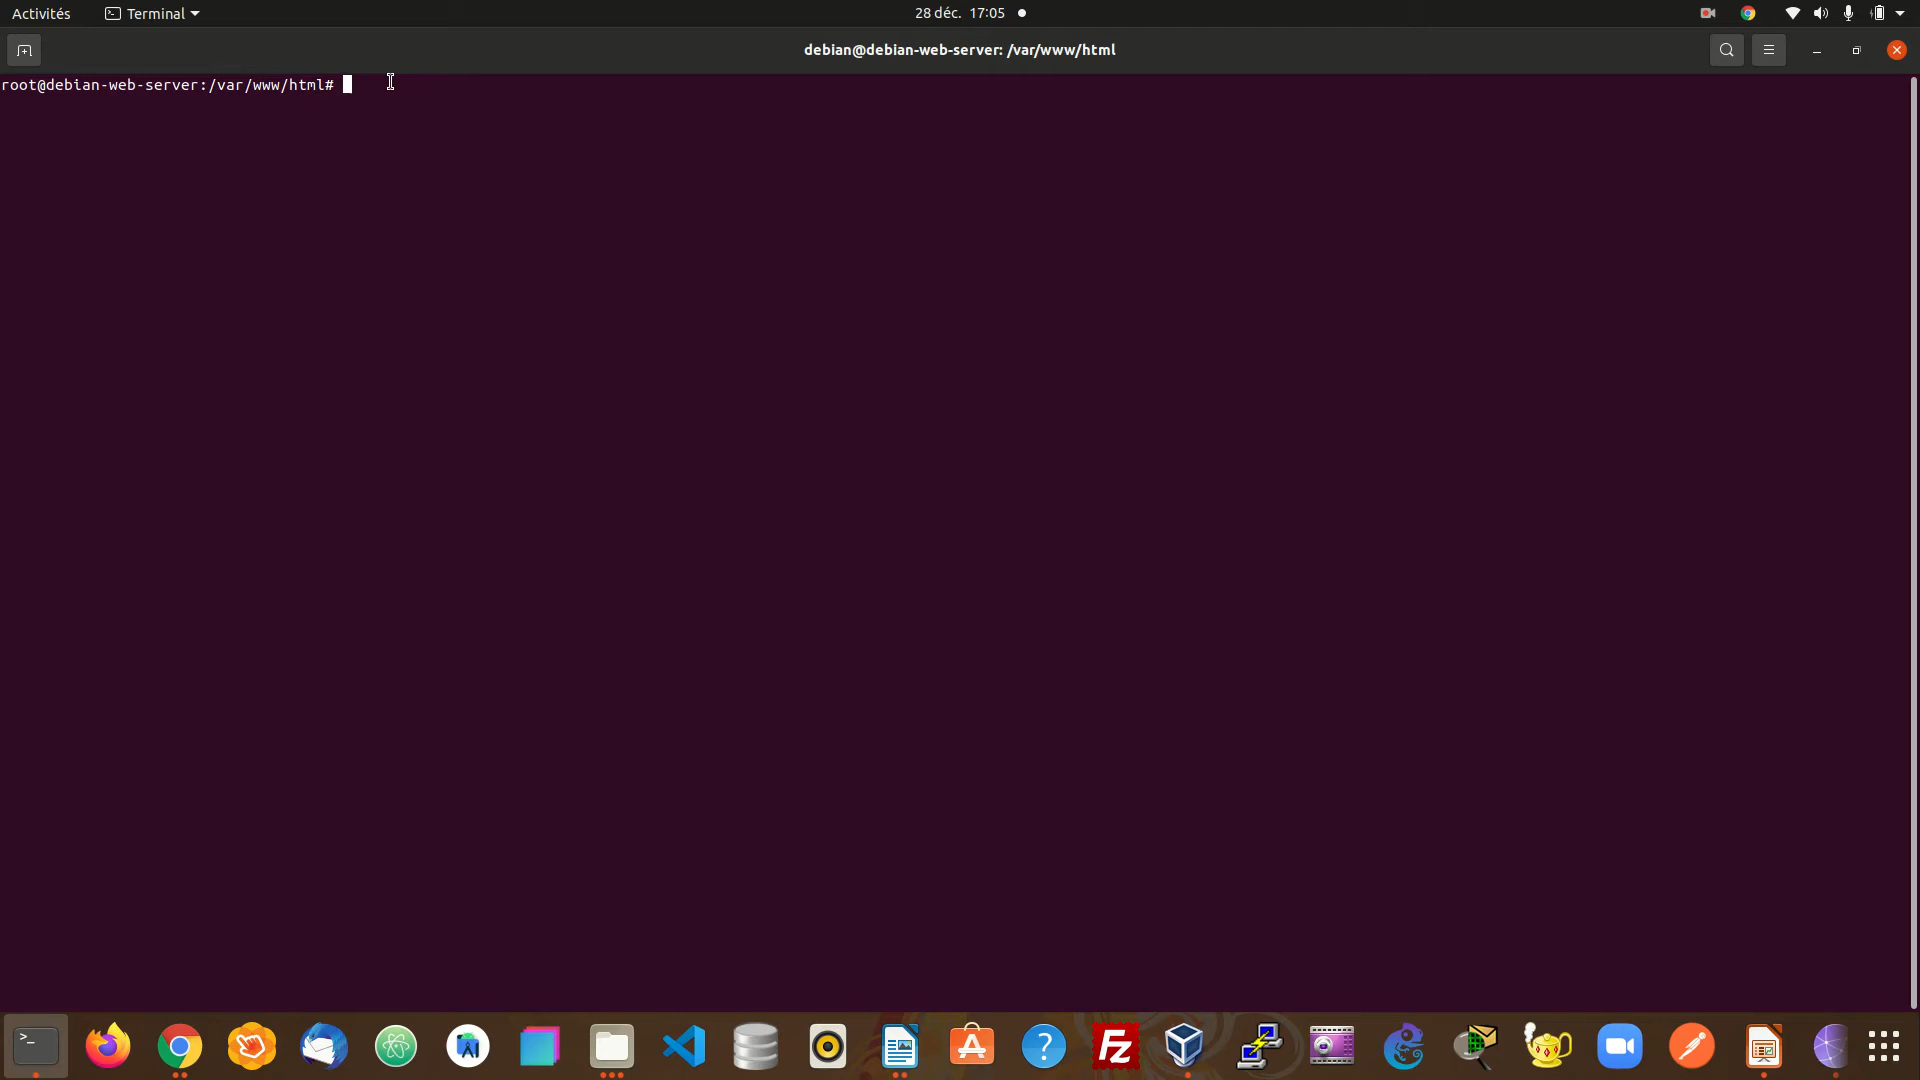 Activités
Terminal
28 déc. 17:05
debian@debian-web-server: /var/www/html
root@debian-web-server:/var/www/html#
>_
?
Fz